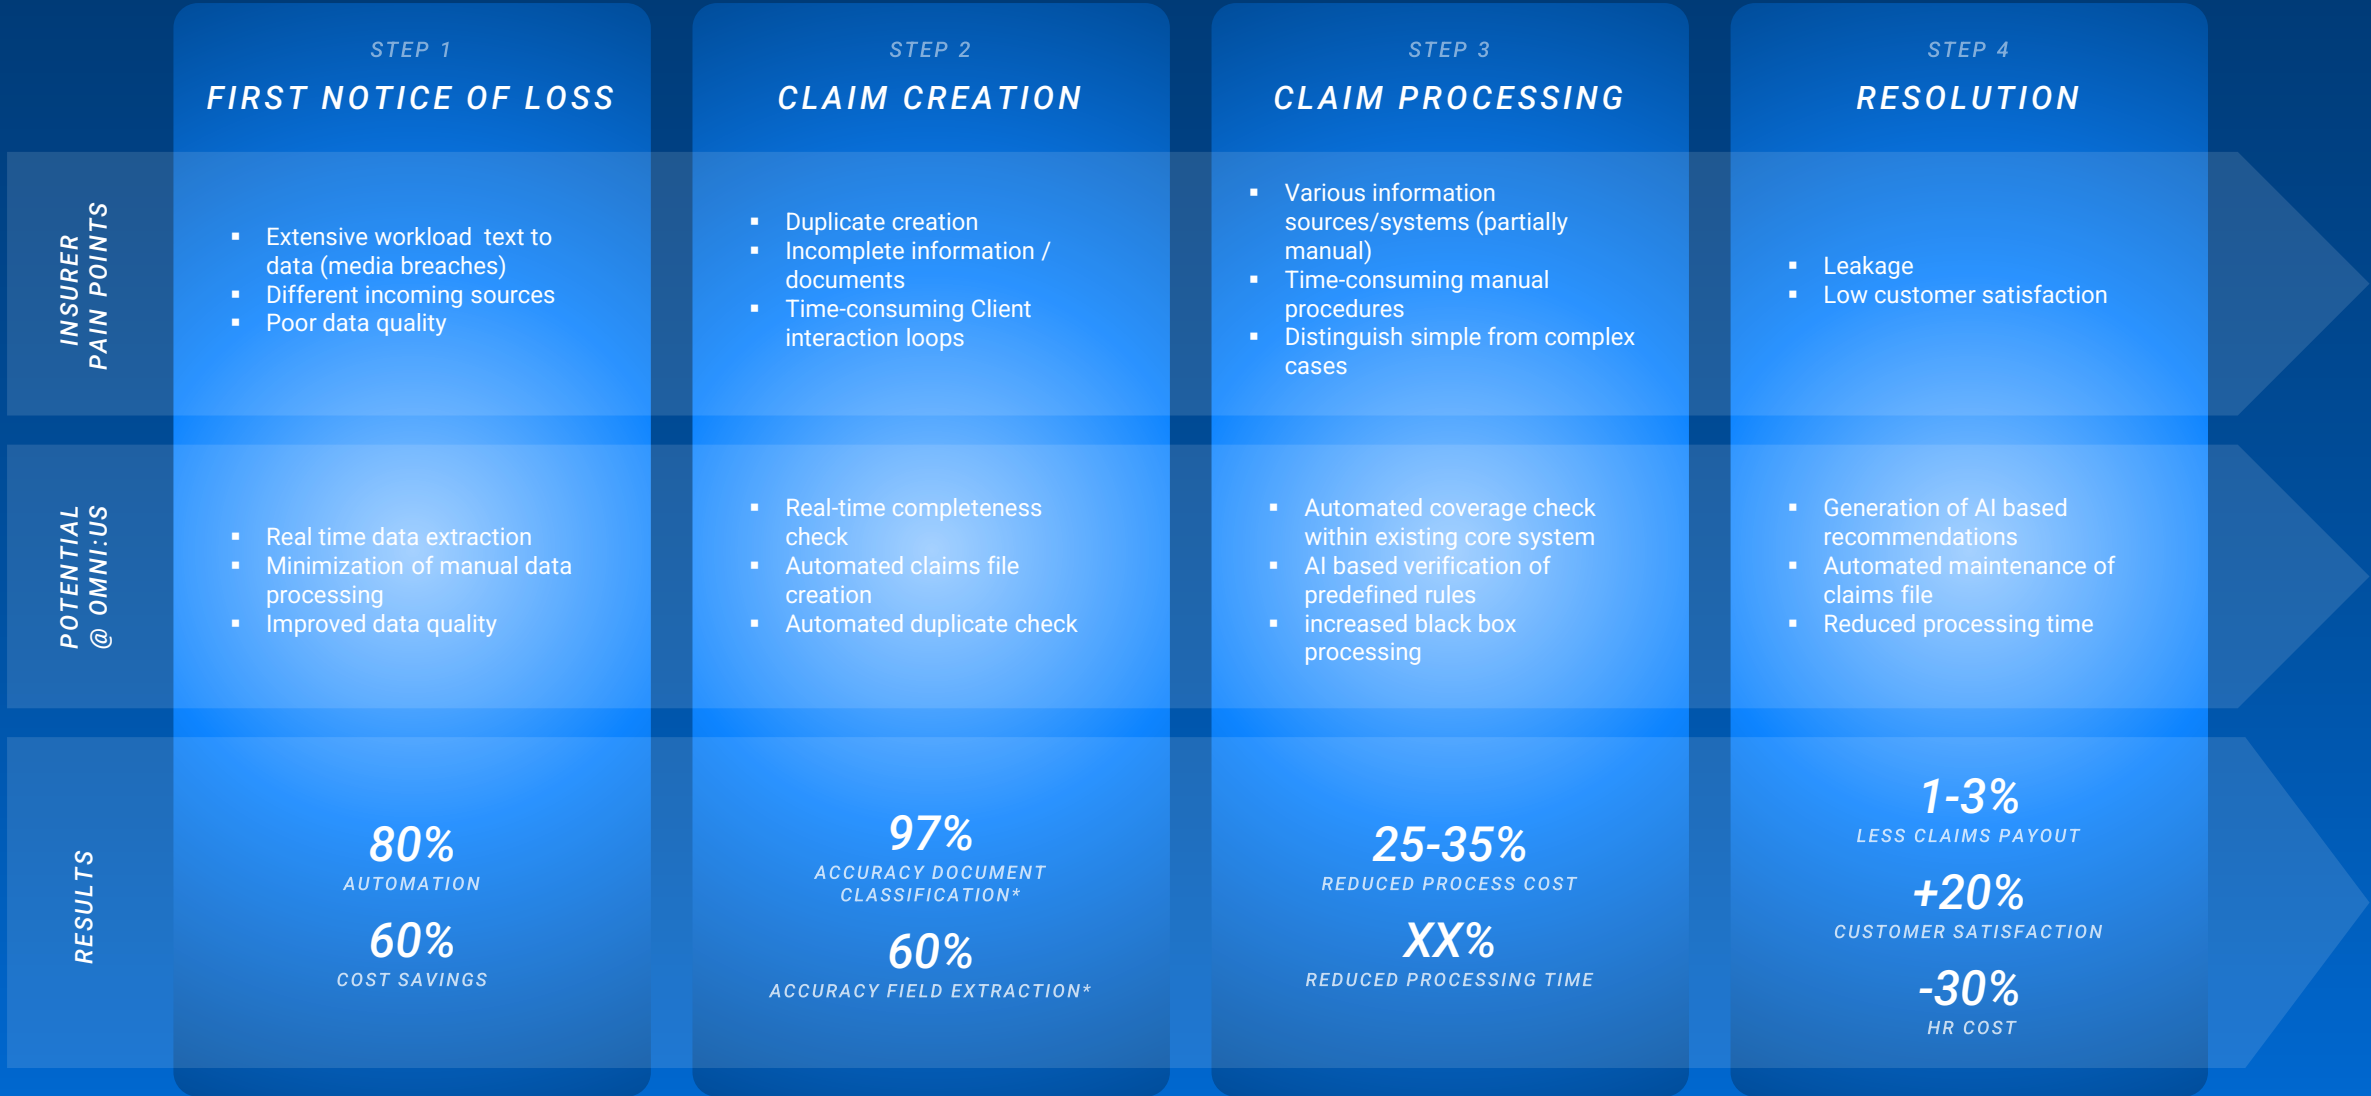 STEP 1
FIRST NOTICE OF LOSS
STEP 2
CLAIM CREATION
STEP 3
CLAIM PROCESSING
STEP 4
RESOLUTION
INSURER
PAIN POINTS
▪ Extensive workload  text to
data (media breaches)
▪ Different incoming sources
▪ Poor data quality
▪ Duplicate creation
▪ Incomplete information /
documents
▪ Time-consuming Client
interaction loops
▪ Various information
sources/systems (partially
manual)
▪ Time-consuming manual
procedures
▪ Distinguish simple from complex
cases
▪ Leakage
▪ Low customer satisfaction
POTENTIAL
@ OMNI:US
▪ Real time data extraction
▪ Minimization of manual data
processing
▪ Improved data quality
▪ Real-time completeness
check
▪ Automated claims file
creation
▪ Automated duplicate check
▪ Automated coverage check
within existing core system
▪ AI based verification of
predefined rules
▪ increased black box
processing
▪ Generation of AI based
recommendations
▪ Automated maintenance of
claims file
▪ Reduced processing time
RESULTS
80%
AUTOMATION
60%
COST SAVINGS
97%
ACCURACY DOCUMENT
CLASSIFICATION*
60%
ACCURACY FIELD EXTRACTION*
25-35%
REDUCED PROCESS COST
XX%
REDUCED PROCESSING TIME
1-3%
LESS CLAIMS PAYOUT
+20%
CUSTOMER SATISFACTION
-30%
HR COST